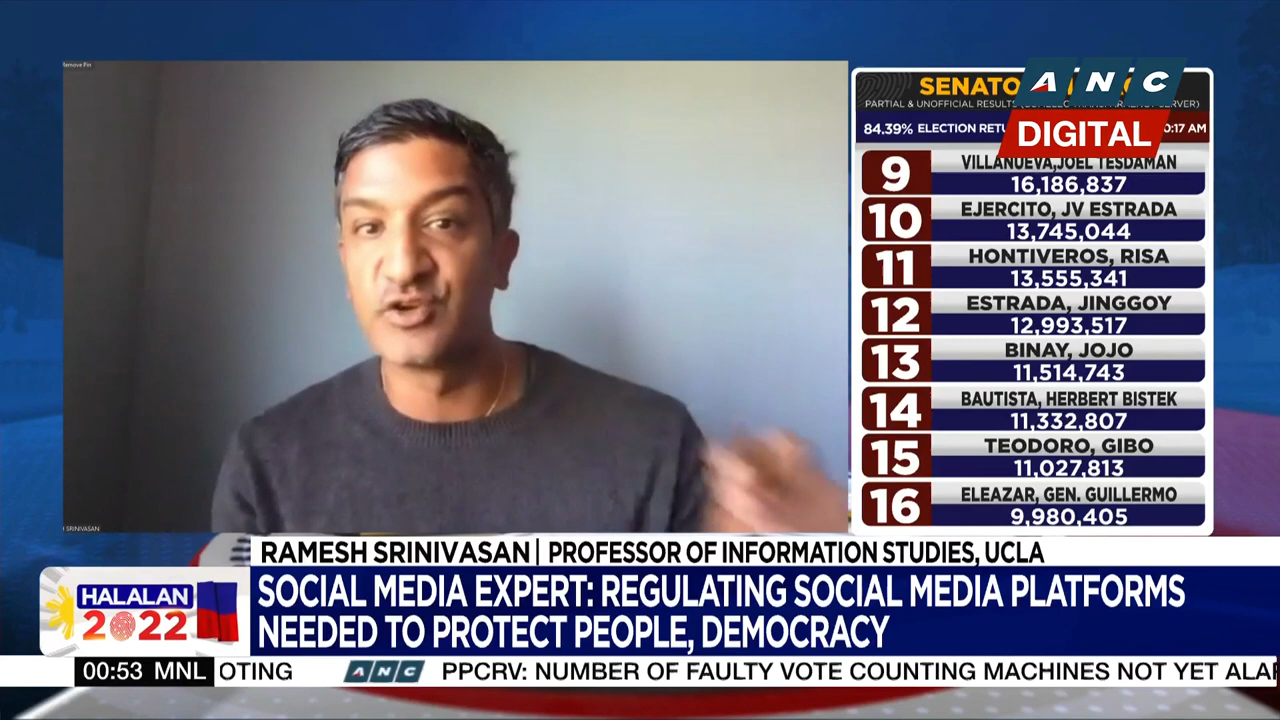 Remove Pin
SRINIVASAN
ANC
DIGITAL
SENATO
PARTIAL & UNOFFICIAL RESULTS
84.39% ELECTION RETU
0:17 AM
9 VILLANUEVA,JOEL TESDAMAN
16,186,837
10 EJERCITO, JV ESTRADA
13,745,044
11 HONTIVEROS, RISA
13,555,341
12 ESTRADA, JINGGOY
12,993,517
13 BINAY, JOJO
11,514,743
14 BAUTISTA, HERBERT BISTEK
11,332,807
15 TEODORO, GIBO
11,027,813
16 ELEAZAR, GEN. GUILLERMO
9,980,405
RAMESH SRINIVASAN | PROFESSOR OF INFORMATION STUDIES, UCLA
HALALAN
2022
SOCIAL MEDIA EXPERT: REGULATING SOCIAL MEDIA PLATFORMS
NEEDED TO PROTECT PEOPLE, DEMOCRACY
00:53 MNL OTING ANC PPCRV: NUMBER OF FAULTY VOTE COUNTING MACHINES NOT YET ALA